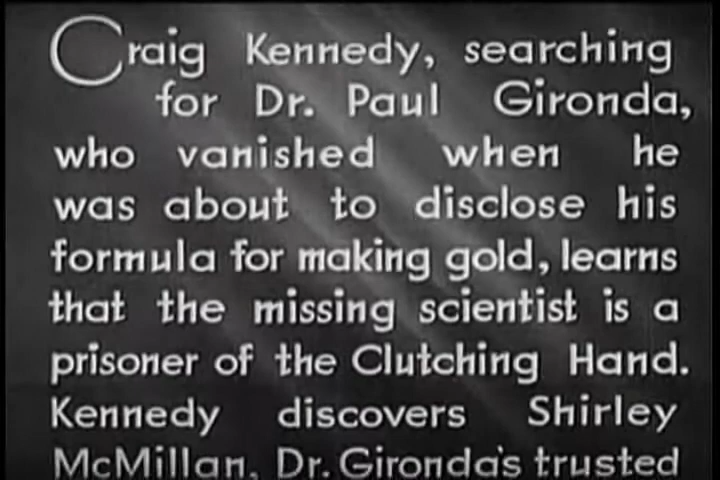 Craig Kennedy, searching
for Dr. Paul Gironda,
who vanished when he
was about to disclose his
formula for making gold, learns
that the missing scientist is a
prisoner of the Clutching Hand.
Kennedy discovers Shirley
McMillan, Dr. Gironda's trusted